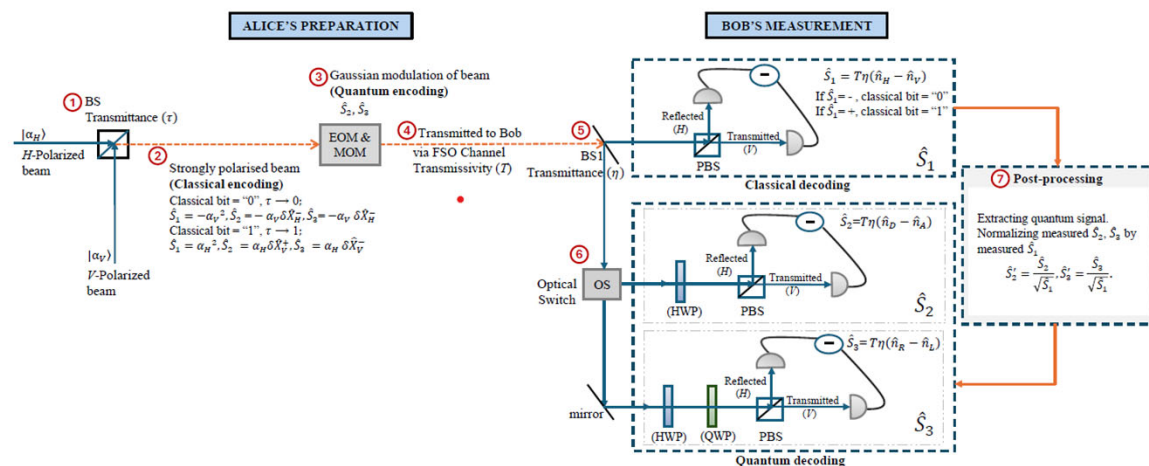 ALICE'S PREPARATION
BOB'S MEASUREMENT
① BS
Transmittance (τ)
|α_H⟩
H-Polarized
beam
|α_V⟩
V-Polarized
beam
②
Strongly polarised beam
(Classical encoding)
Classical bit = "0", τ → 0:
Ŝ₁ = −α_V², Ŝ₂ = − α_V δX̂_H⁺, Ŝ₃ = −α_V δX̂_H⁻
Classical bit = "1", τ → 1:
Ŝ₁ = α_H², Ŝ₂ = α_H δX̂_V⁺, Ŝ₃ = α_H δX̂_V⁻
③ Gaussian modulation of beam
(Quantum encoding)
Ŝ₂, Ŝ₃
EOM &
MOM
④ Transmitted to Bob
via FSO Channel
Transmissivity (T)
⑤
BS1
Transmittance (η)
Reflected
(H)
Transmitted
(V)
PBS
−
Ŝ₁ = Tη(n̂_H − n̂_V)
If Ŝ₁= - , classical bit = "0"
If Ŝ₁= +, classical bit = "1"
Ŝ₁
Classical decoding
⑥
Optical
Switch
OS
(HWP)
Reflected
(H)
Transmitted
(V)
PBS
−
Ŝ₂=Tη(n̂_D − n̂_A)
Ŝ₂
mirror
(HWP)
(QWP)
Reflected
(H)
Transmitted
(V)
PBS
−
Ŝ₃=Tη(n̂_R − n̂_L)
Ŝ₃
Quantum decoding
⑦ Post-processing
Extracting quantum signal.
Normalizing measured Ŝ₂, Ŝ₃ by
measured Ŝ₁
Ŝ₂′ = Ŝ₂/√Ŝ₁, Ŝ₃′ = Ŝ₃/√Ŝ₁.